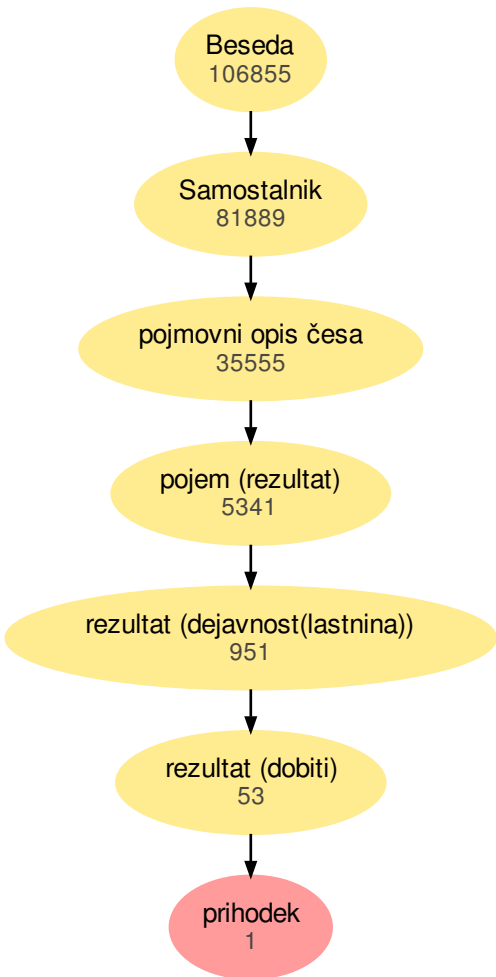 Beseda
106855
Samostalnik
81889
pojmovni opis česa
35555
pojem (rezultat)
5341
rezultat (dejavnost(lastnina))
951
rezultat (dobiti)
53
prihodek
1